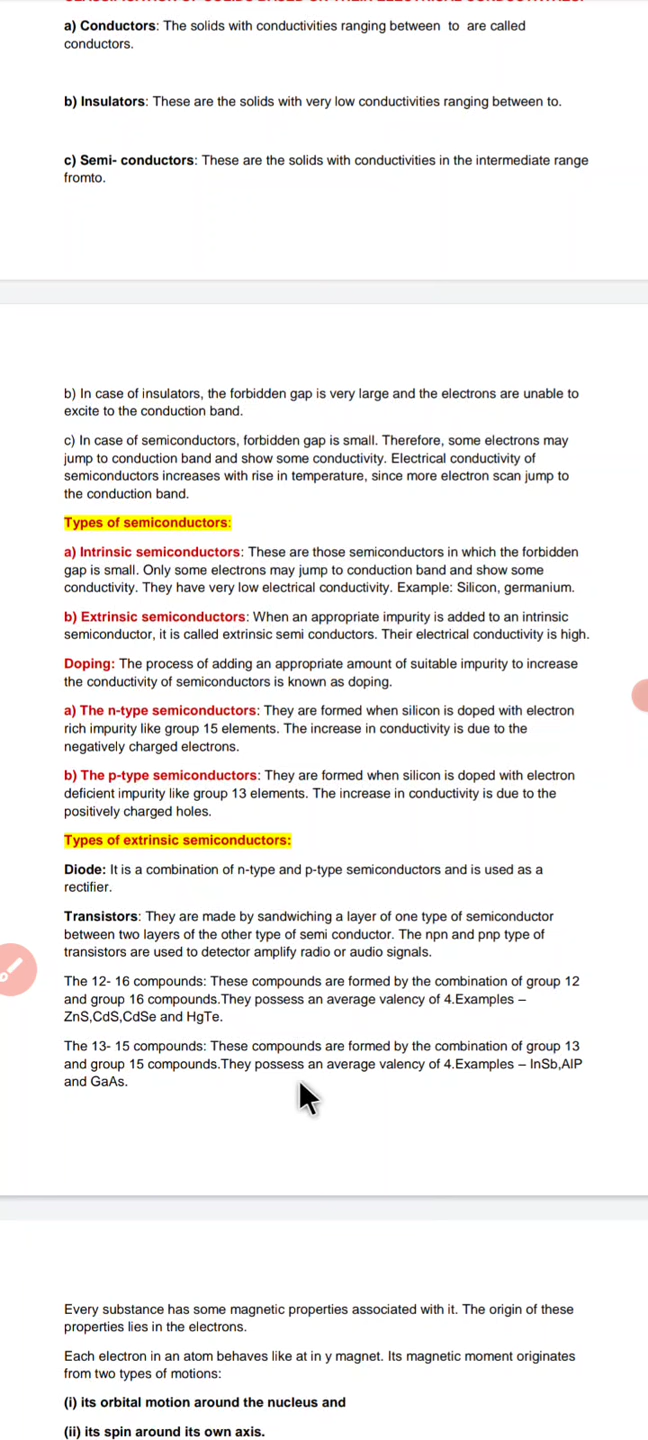 a) Conductors: The solids with conductivities ranging between  to  are called
conductors.
b) Insulators: These are the solids with very low conductivities ranging between to.
c) Semi- conductors: These are the solids with conductivities in the intermediate range
fromto.
b) In case of insulators, the forbidden gap is very large and the electrons are unable to
excite to the conduction band.
c) In case of semiconductors, forbidden gap is small. Therefore, some electrons may
jump to conduction band and show some conductivity. Electrical conductivity of
semiconductors increases with rise in temperature, since more electron scan jump to
the conduction band.
Types of semiconductors:
a) Intrinsic semiconductors: These are those semiconductors in which the forbidden
gap is small. Only some electrons may jump to conduction band and show some
conductivity. They have very low electrical conductivity. Example: Silicon, germanium.
b) Extrinsic semiconductors: When an appropriate impurity is added to an intrinsic
semiconductor, it is called extrinsic semi conductors. Their electrical conductivity is high.
Doping: The process of adding an appropriate amount of suitable impurity to increase
the conductivity of semiconductors is known as doping.
a) The n-type semiconductors: They are formed when silicon is doped with electron
rich impurity like group 15 elements. The increase in conductivity is due to the
negatively charged electrons.
b) The p-type semiconductors: They are formed when silicon is doped with electron
deficient impurity like group 13 elements. The increase in conductivity is due to the
positively charged holes.
Types of extrinsic semiconductors:
Diode: It is a combination of n-type and p-type semiconductors and is used as a
rectifier.
Transistors: They are made by sandwiching a layer of one type of semiconductor
between two layers of the other type of semi conductor. The npn and pnp type of
transistors are used to detector amplify radio or audio signals.
The 12- 16 compounds: These compounds are formed by the combination of group 12
and group 16 compounds.They possess an average valency of 4.Examples –
ZnS,CdS,CdSe and HgTe.
The 13- 15 compounds: These compounds are formed by the combination of group 13
and group 15 compounds.They possess an average valency of 4.Examples – InSb,AlP
and GaAs.
Every substance has some magnetic properties associated with it. The origin of these
properties lies in the electrons.
Each electron in an atom behaves like at in y magnet. Its magnetic moment originates
from two types of motions:
(i) its orbital motion around the nucleus and
(ii) its spin around its own axis.